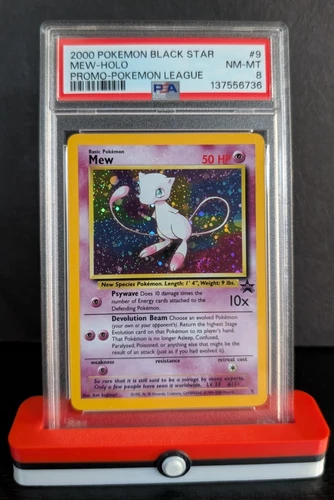 2000 POKEMON BLACK STAR #9
MEW-HOLO NM-MT
PROMO-POKEMON LEAGUE 8
PSA 137556736
Basic Pokémon
Mew 50 HP
New Species Pokémon. Length: 1' 4", Weight: 9 lbs.
Psywave Does 10 damage times the 10x
number of Energy cards attached to the
Defending Pokémon.
Devolution Beam Choose an evolved Pokémon
(your own or your opponent's). Return the highest Stage
Evolution card on that Pokémon to its player's hand.
That Pokémon is no longer Asleep, Confused,
Paralyzed, Poisoned, or anything else that might be the
result of an attack (just as if you had evolved it).
weakness resistance retreat cost
So rare that it is still said to be a mirage by many experts.
Only a few people have seen it worldwide.